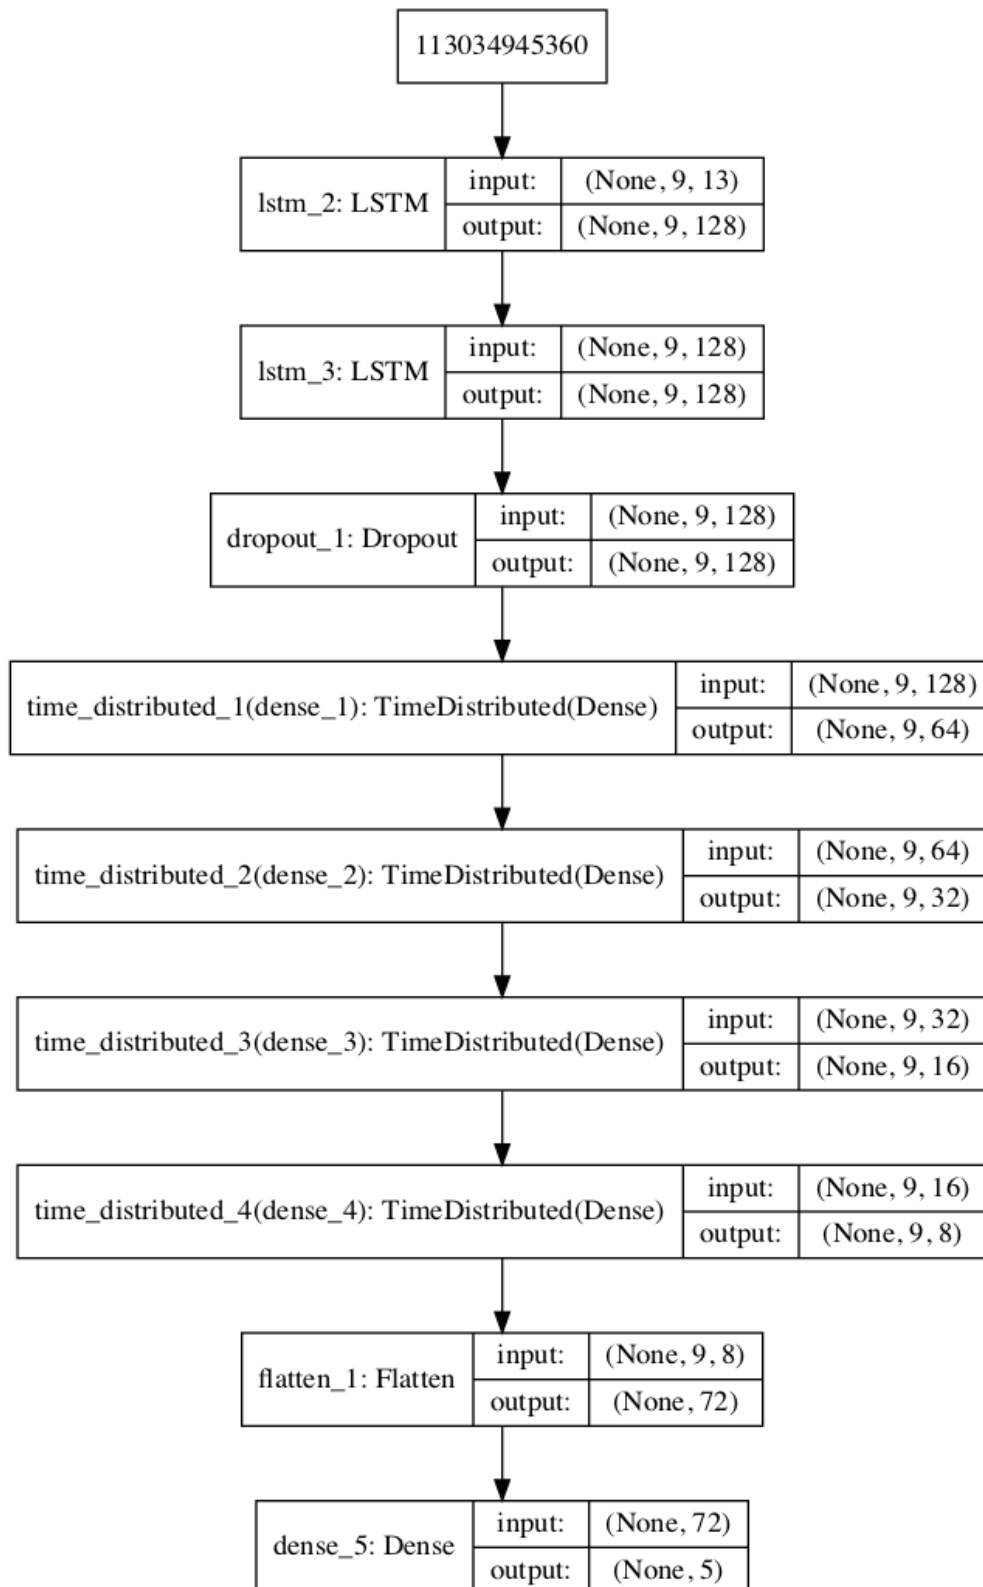 113034945360
lstm_2: LSTM
input: (None, 9, 13)
output: (None, 9, 128)
lstm_3: LSTM
input: (None, 9, 128)
output: (None, 9, 128)
dropout_1: Dropout
input: (None, 9, 128)
output: (None, 9, 128)
time_distributed_1(dense_1): TimeDistributed(Dense)
input: (None, 9, 128)
output: (None, 9, 64)
time_distributed_2(dense_2): TimeDistributed(Dense)
input: (None, 9, 64)
output: (None, 9, 32)
time_distributed_3(dense_3): TimeDistributed(Dense)
input: (None, 9, 32)
output: (None, 9, 16)
time_distributed_4(dense_4): TimeDistributed(Dense)
input: (None, 9, 16)
output: (None, 9, 8)
flatten_1: Flatten
input: (None, 9, 8)
output: (None, 72)
dense_5: Dense
input: (None, 72)
output: (None, 5)